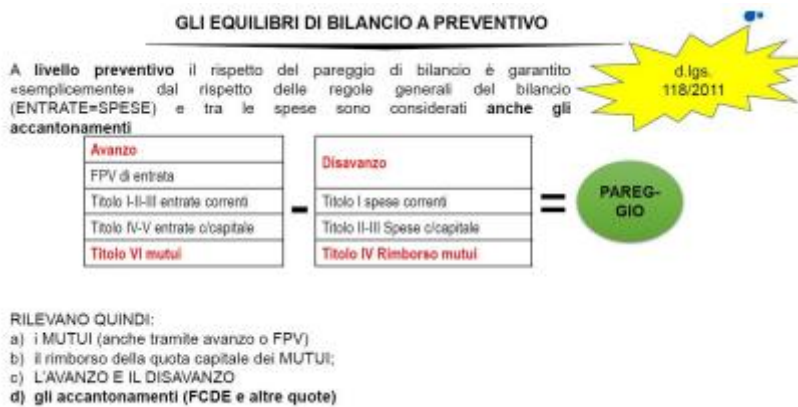 GLI EQUILIBRI DI BILANCIO A PREVENTIVO
A livello preventivo il rispetto del pareggio di bilancio è garantito
«semplicemente» dal rispetto delle regole generali del bilancio
(ENTRATE=SPESE) e tra le spese sono considerati anche gli
accantonamenti
d.lgs.
118/2011
Avanzo
FPV di entrata
Titolo I-II-III entrate correnti
Titolo IV-V entrate c/capitale
Titolo VI mutui
-
Disavanzo
Titolo I spese correnti
Titolo II-III Spese c/capitale
Titolo IV Rimborso mutui
=
PAREG-
GIO
RILEVANO QUINDI:
a) i MUTUI (anche tramite avanzo o FPV)
b) il rimborso della quota capitale dei MUTUI;
c) L'AVANZO E IL DISAVANZO
d) gli accantonamenti (FCDE e altre quote)